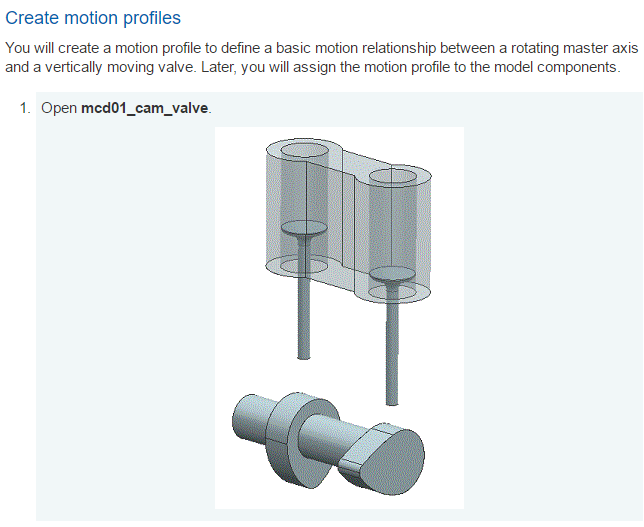 Create motion profiles
You will create a motion profile to define a basic motion relationship between a rotating master axis
and a vertically moving valve. Later, you will assign the motion profile to the model components.
1. Open mcd01_cam_valve.